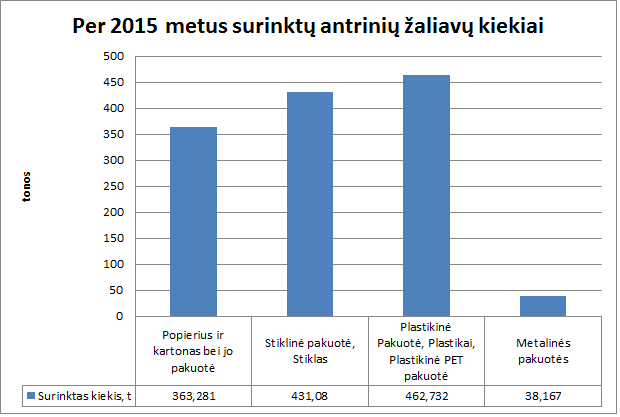 Per 2015 metus surinktų antrinių žaliavų kiekiai
500
450
400
350
300
250
200
150
100
50
0
tonos
Popierius ir
kartonas bei jo
pakuotė
Stiklinė pakuotė,
Stiklas
Plastikinė
Pakuotė, Plastikai,
Plastikinė PET
pakuotė
Metalinės
pakuotės
Surinktas kiekis, t 363,281 431,08 462,732 38,167